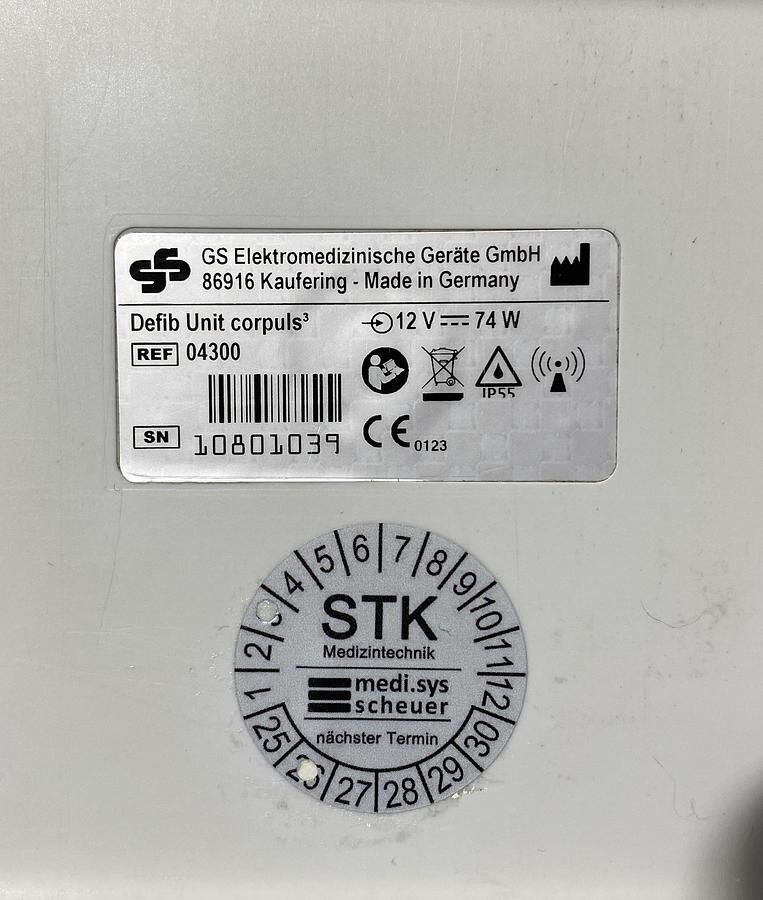 GS Elektromedizinische Geräte GmbH
86916 Kaufering - Made in Germany
Defib Unit corpuls³
12 V 74 W
REF 04300
IP55
SN 10801039
CE 0123
1 2 3 4 5 6 7 8 9 10 11 12
STK
Medizintechnik
medi.sys
scheuer
nächster Termin
25 26 27 28 29 30